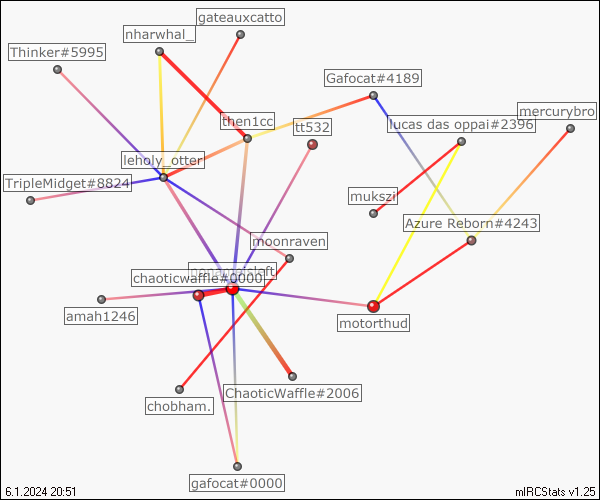 gateauxcatto
nharwhal_
Thinker#5995
Gafocat#4189
mercurybro
then1cc
tt532
lucas das oppai#2396
leholy_otter
TripleMidget#8824
mukszi
Azure Reborn#4243
moonraven
chaoticwaffle#0000
amah1246
motorthud
ChaoticWaffle#2006
chobham.
gafocat#0000
6.1.2024 20:51
mIRCStats v1.25